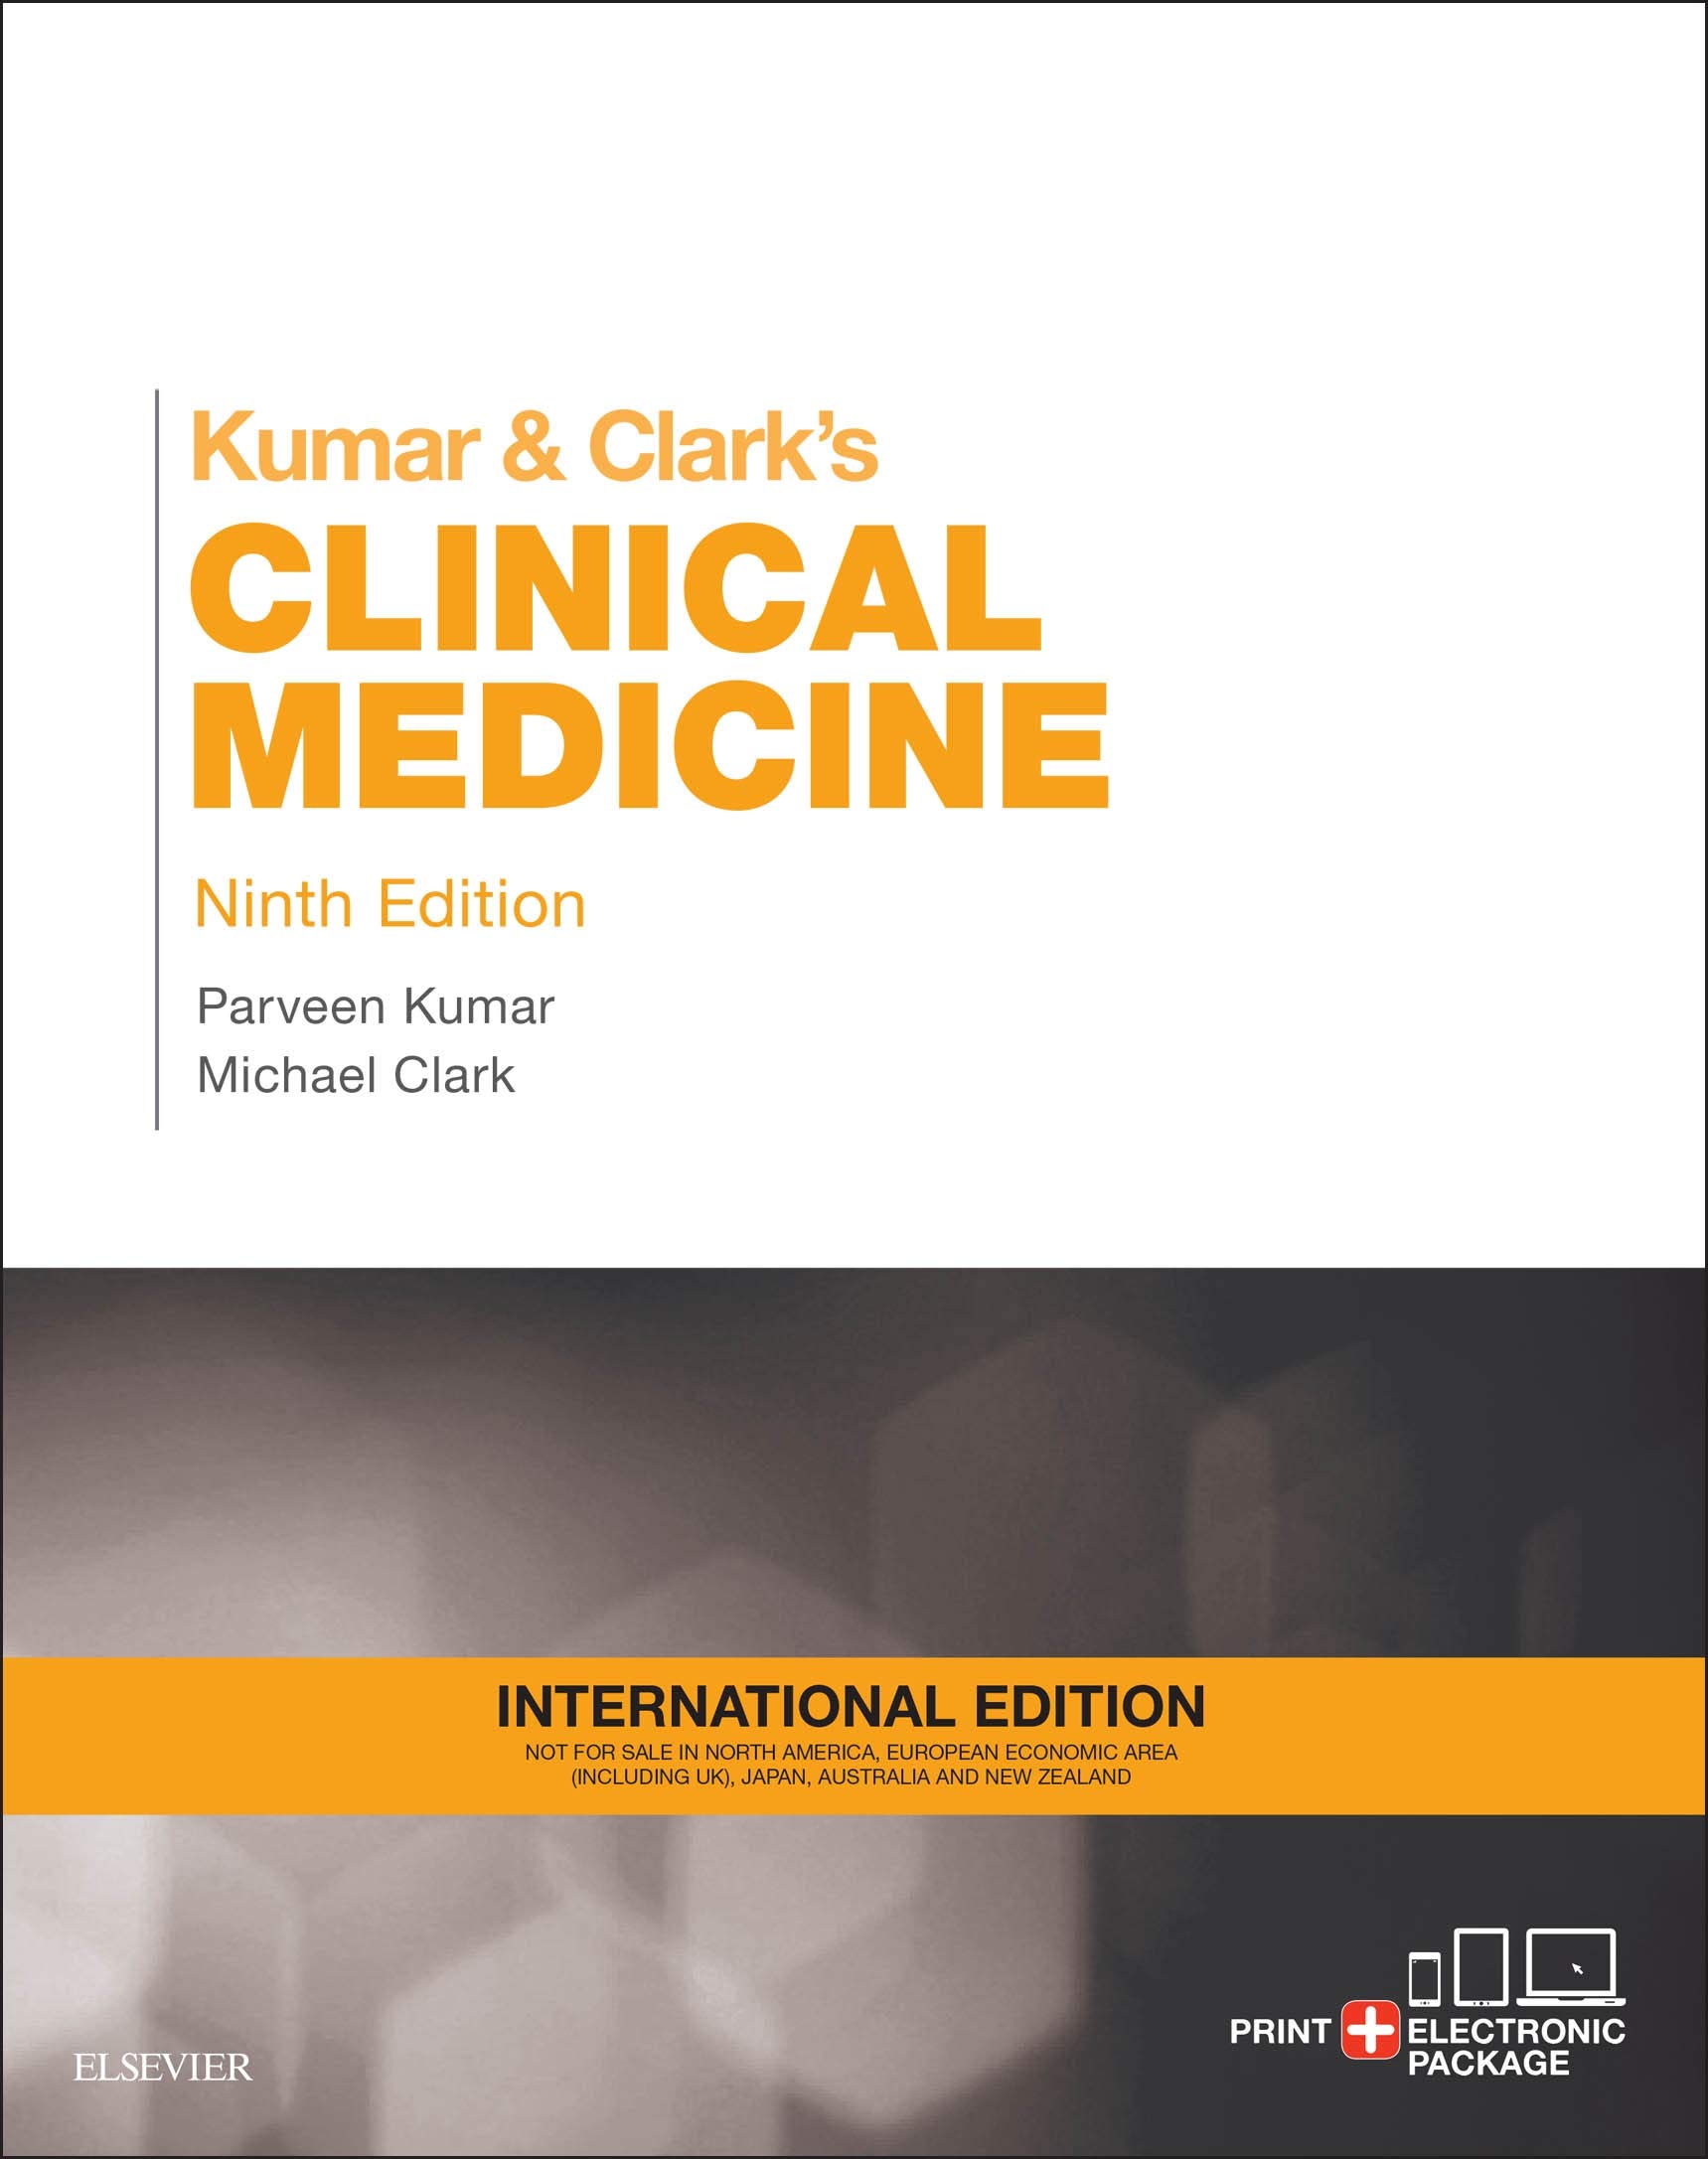 Kumar & Clark’s
CLINICAL
MEDICINE
Ninth Edition
Parveen Kumar
Michael Clark
INTERNATIONAL EDITION
NOT FOR SALE IN NORTH AMERICA, EUROPEAN ECONOMIC AREA
(INCLUDING UK), JAPAN, AUSTRALIA AND NEW ZEALAND
PRINT + ELECTRONIC
PACKAGE
ELSEVIER